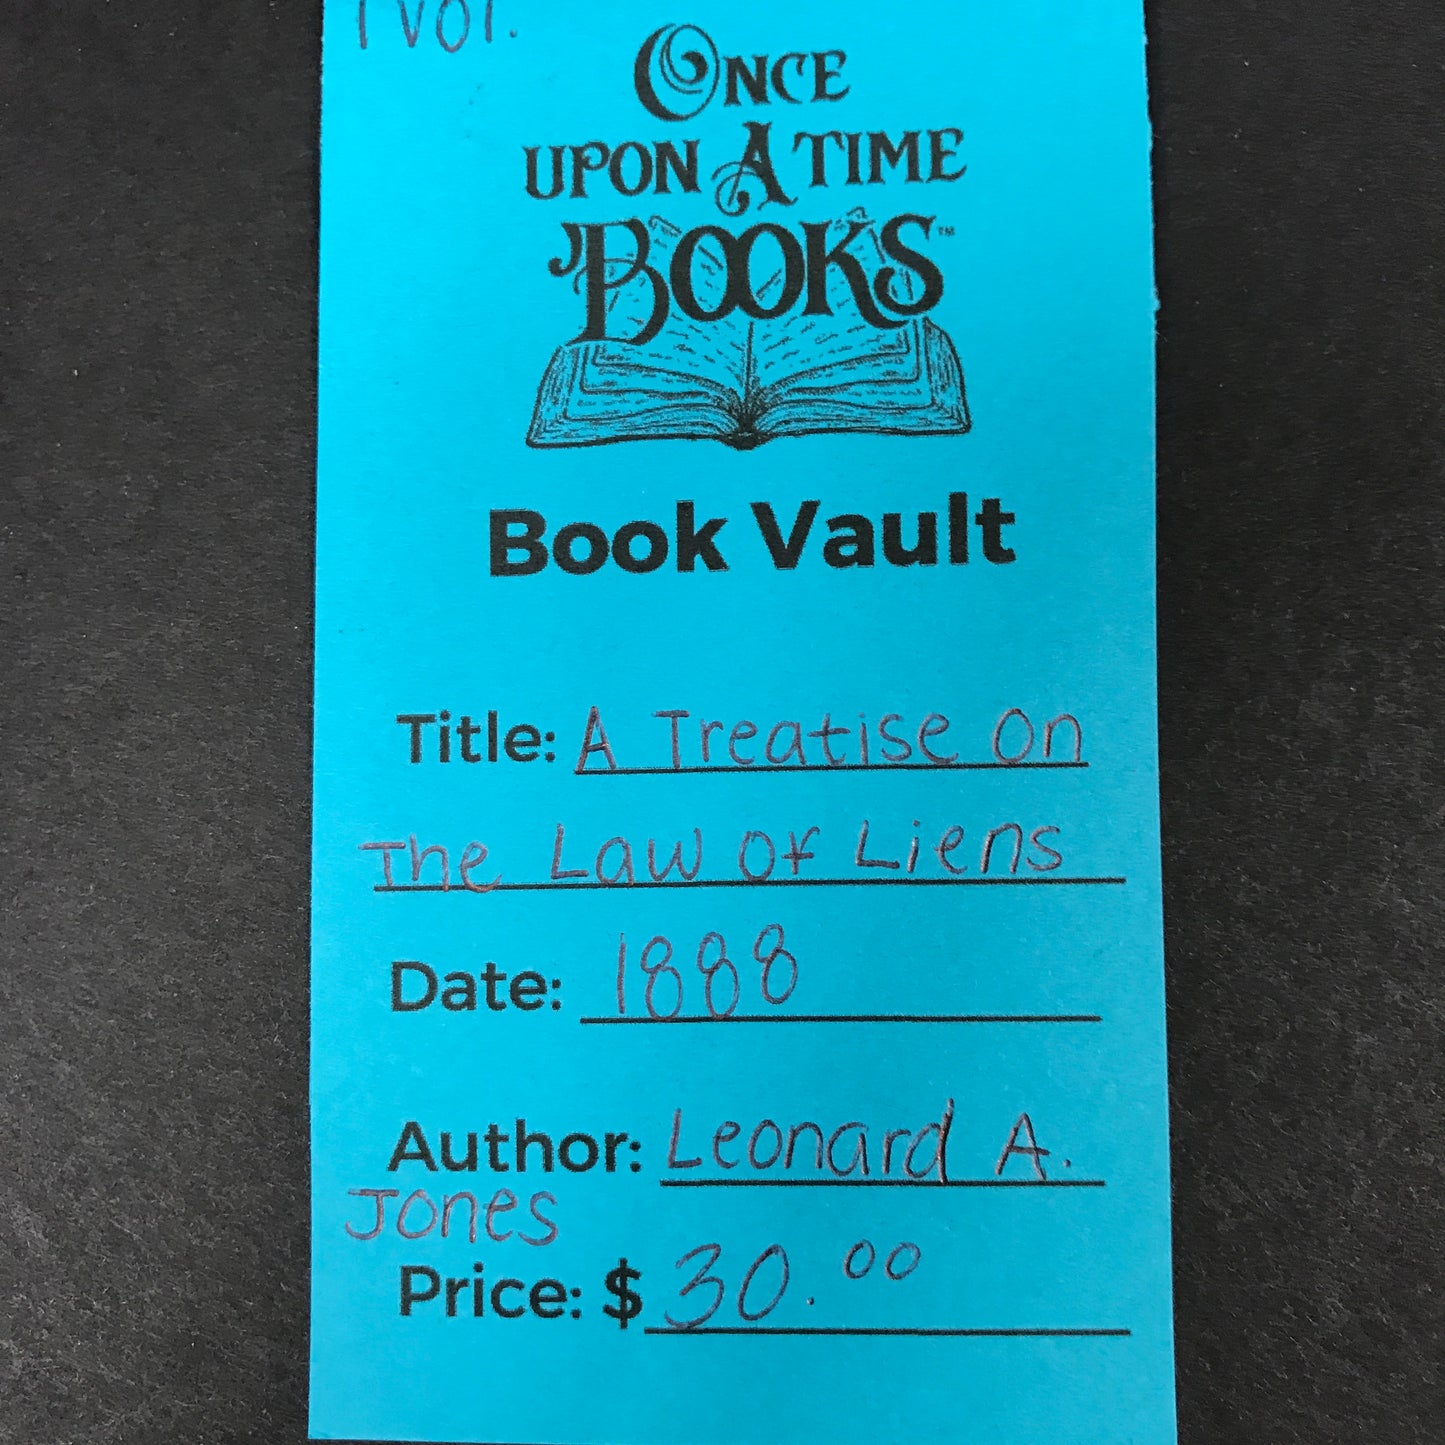 1 vol.
ONCE
UPON A TIME
BOOKS™
Book Vault
Title: A Treatise On
The Law Of Liens
Date: 1888
Author: Leonard A.
Jones
Price: $30.00